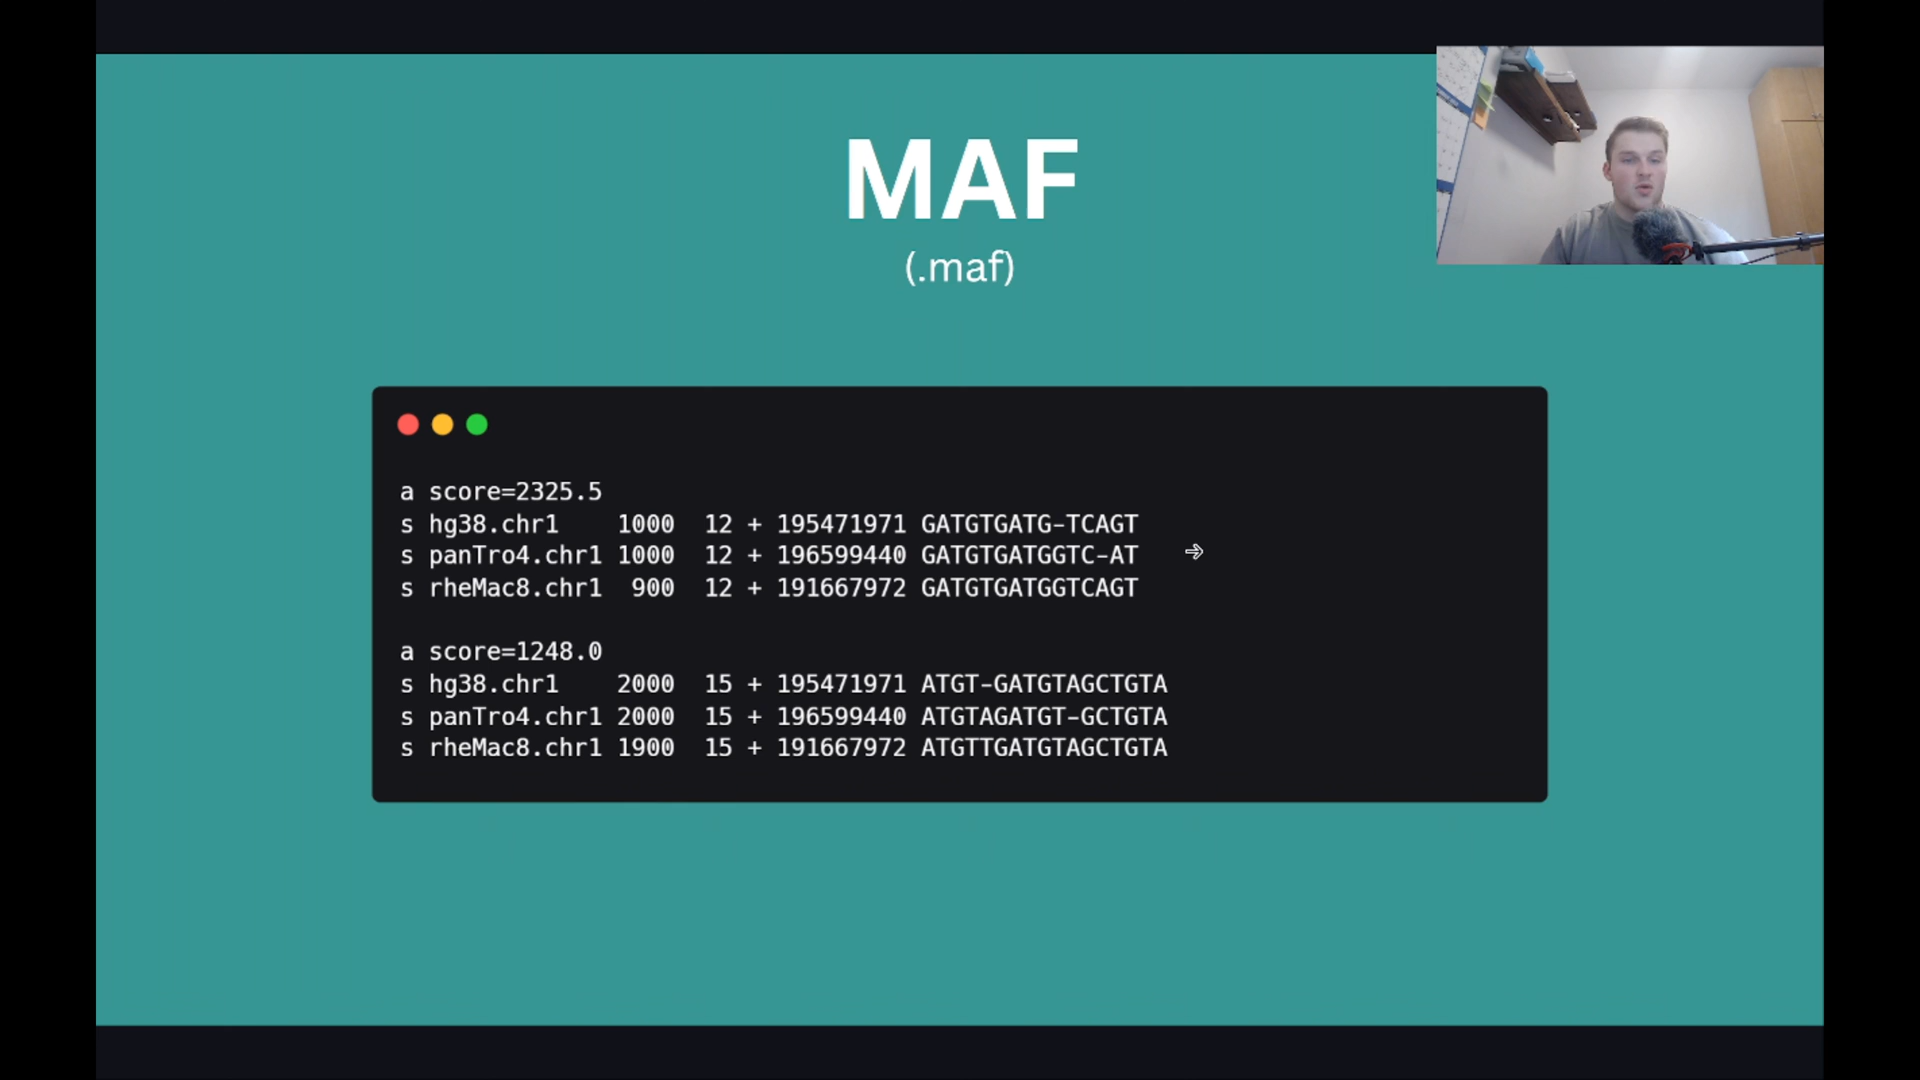 MAF
(.maf)
a score=2325.5
s hg38.chr1    1000  12 + 195471971 GATGTGATG-TCAGT
s panTro4.chr1 1000  12 + 196599440 GATGTGATGGTC-AT
s rheMac8.chr1  900  12 + 191667972 GATGTGATGGTCAGT
a score=1248.0
s hg38.chr1    2000  15 + 195471971 ATGT-GATGTAGCTGTA
s panTro4.chr1 2000  15 + 196599440 ATGTAGATGT-GCTGTA
s rheMac8.chr1 1900  15 + 191667972 ATGTTGATGTAGCTGTA